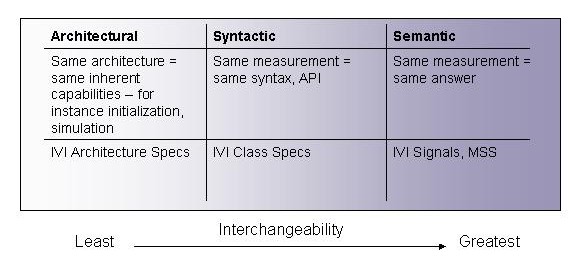 Architectural
Syntactic
Semantic
Same architecture =
same inherent
capabilities – for
instance initialization,
simulation
Same measurement =
same syntax, API
Same measurement =
same answer
IVI Architecture Specs
IVI Class Specs
IVI Signals, MSS
Interchangeability
Least
Greatest